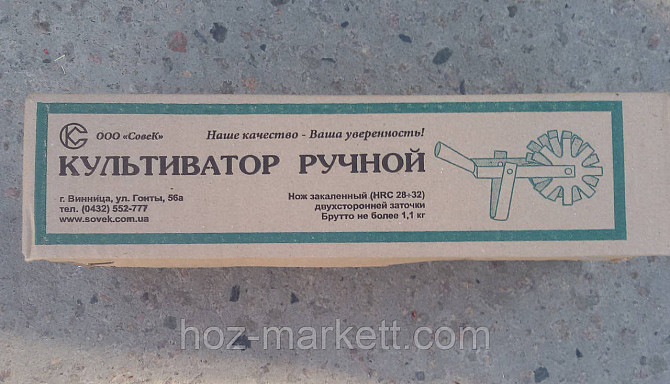 ООО «СовеК»
Наше качество - Ваша уверенность!
КУЛЬТИВАТОР РУЧНОЙ
г. Винница, ул. Гонты, 56а
тел. (0432) 552-777
www.sovek.com.ua
Нож закаленный (HRC 28÷32)
двухсторонней заточки
Брутто не более 1,1 кг
hoz-markett.com